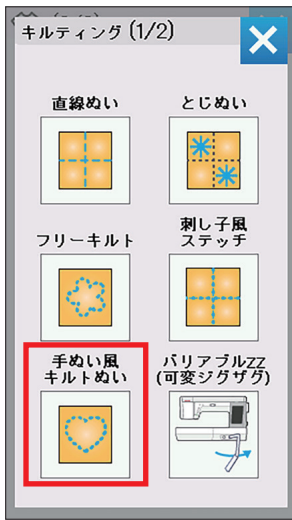 キルティング (1/2)
直線ぬい
とじぬい
フリーキルト
刺し子風
ステッチ
手ぬい風
キルトぬい
バリアブルZZ
(可変ジグザグ)